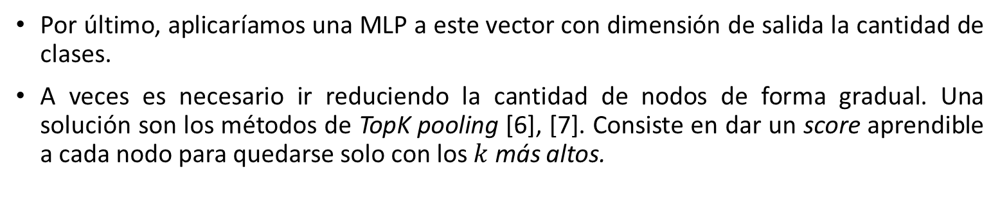 • Por último, aplicaríamos una MLP a este vector con dimensión de salida la cantidad de
clases.
• A veces es necesario ir reduciendo la cantidad de nodos de forma gradual. Una
solución son los métodos de TopK pooling [6], [7]. Consiste en dar un score aprendible
a cada nodo para quedarse solo con los k más altos.